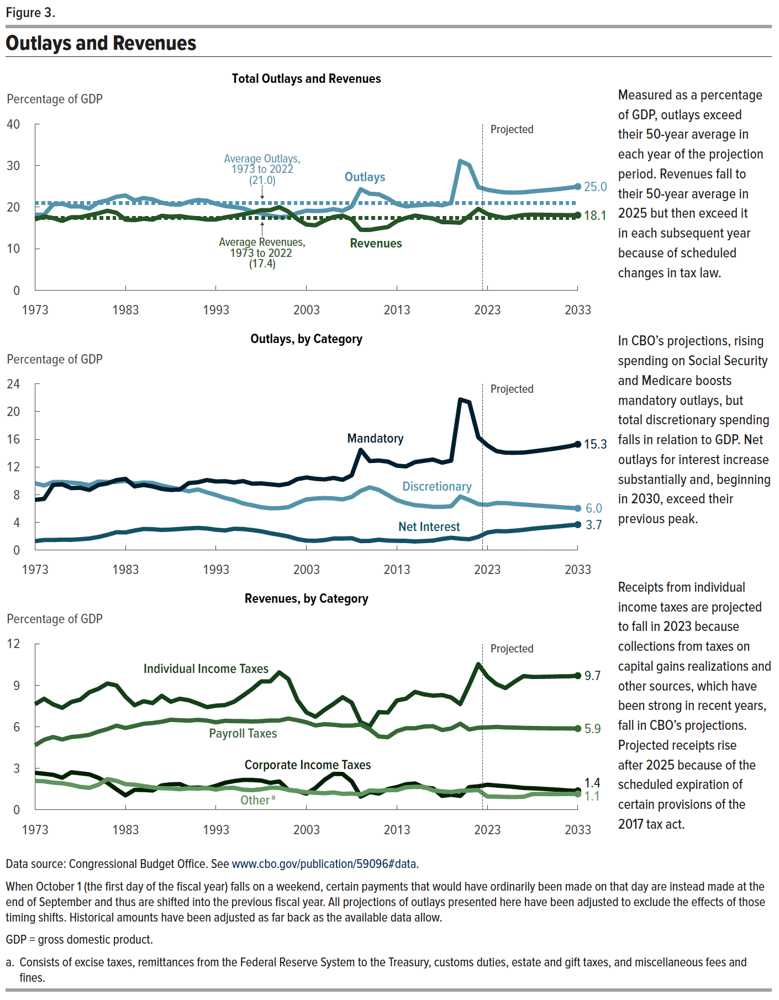 Figure 3.
Outlays and Revenues
Total Outlays and Revenues
Percentage of GDP
40
30
20
10
0
Projected
Average Outlays,
1973 to 2022
(21.0)
Outlays
25.0
18.1
Average Revenues,
1973 to 2022
(17.4)
Revenues
1973 1983 1993 2003 2013 2023 2033
Measured as a percentage
of GDP, outlays exceed
their 50-year average in
each year of the projection
period. Revenues fall to
their 50-year average in
2025 but then exceed it
in each subsequent year
because of scheduled
changes in tax law.
Outlays, by Category
Percentage of GDP
24
20
16
12
8
4
0
Projected
Mandatory
15.3
Discretionary
6.0
Net Interest
3.7
1973 1983 1993 2003 2013 2023 2033
In CBO’s projections, rising
spending on Social Security
and Medicare boosts
mandatory outlays, but
total discretionary spending
falls in relation to GDP. Net
outlays for interest increase
substantially and, beginning
in 2030, exceed their
previous peak.
Revenues, by Category
Percentage of GDP
12
9
6
3
0
Projected
Individual Income Taxes
9.7
Payroll Taxes
5.9
Corporate Income Taxes
1.4
Other a
1.1
1973 1983 1993 2003 2013 2023 2033
Receipts from individual
income taxes are projected
to fall in 2023 because
collections from taxes on
capital gains realizations and
other sources, which have
been strong in recent years,
fall in CBO’s projections.
Projected receipts rise
after 2025 because of the
scheduled expiration of
certain provisions of the
2017 tax act.
Data source: Congressional Budget Office. See www.cbo.gov/publication/59096#data.
When October 1 (the first day of the fiscal year) falls on a weekend, certain payments that would have ordinarily been made on that day are instead made at the
end of September and thus are shifted into the previous fiscal year. All projections of outlays presented here have been adjusted to exclude the effects of those
timing shifts. Historical amounts have been adjusted as far back as the available data allow.
GDP = gross domestic product.
a. Consists of excise taxes, remittances from the Federal Reserve System to the Treasury, customs duties, estate and gift taxes, and miscellaneous fees and
fines.